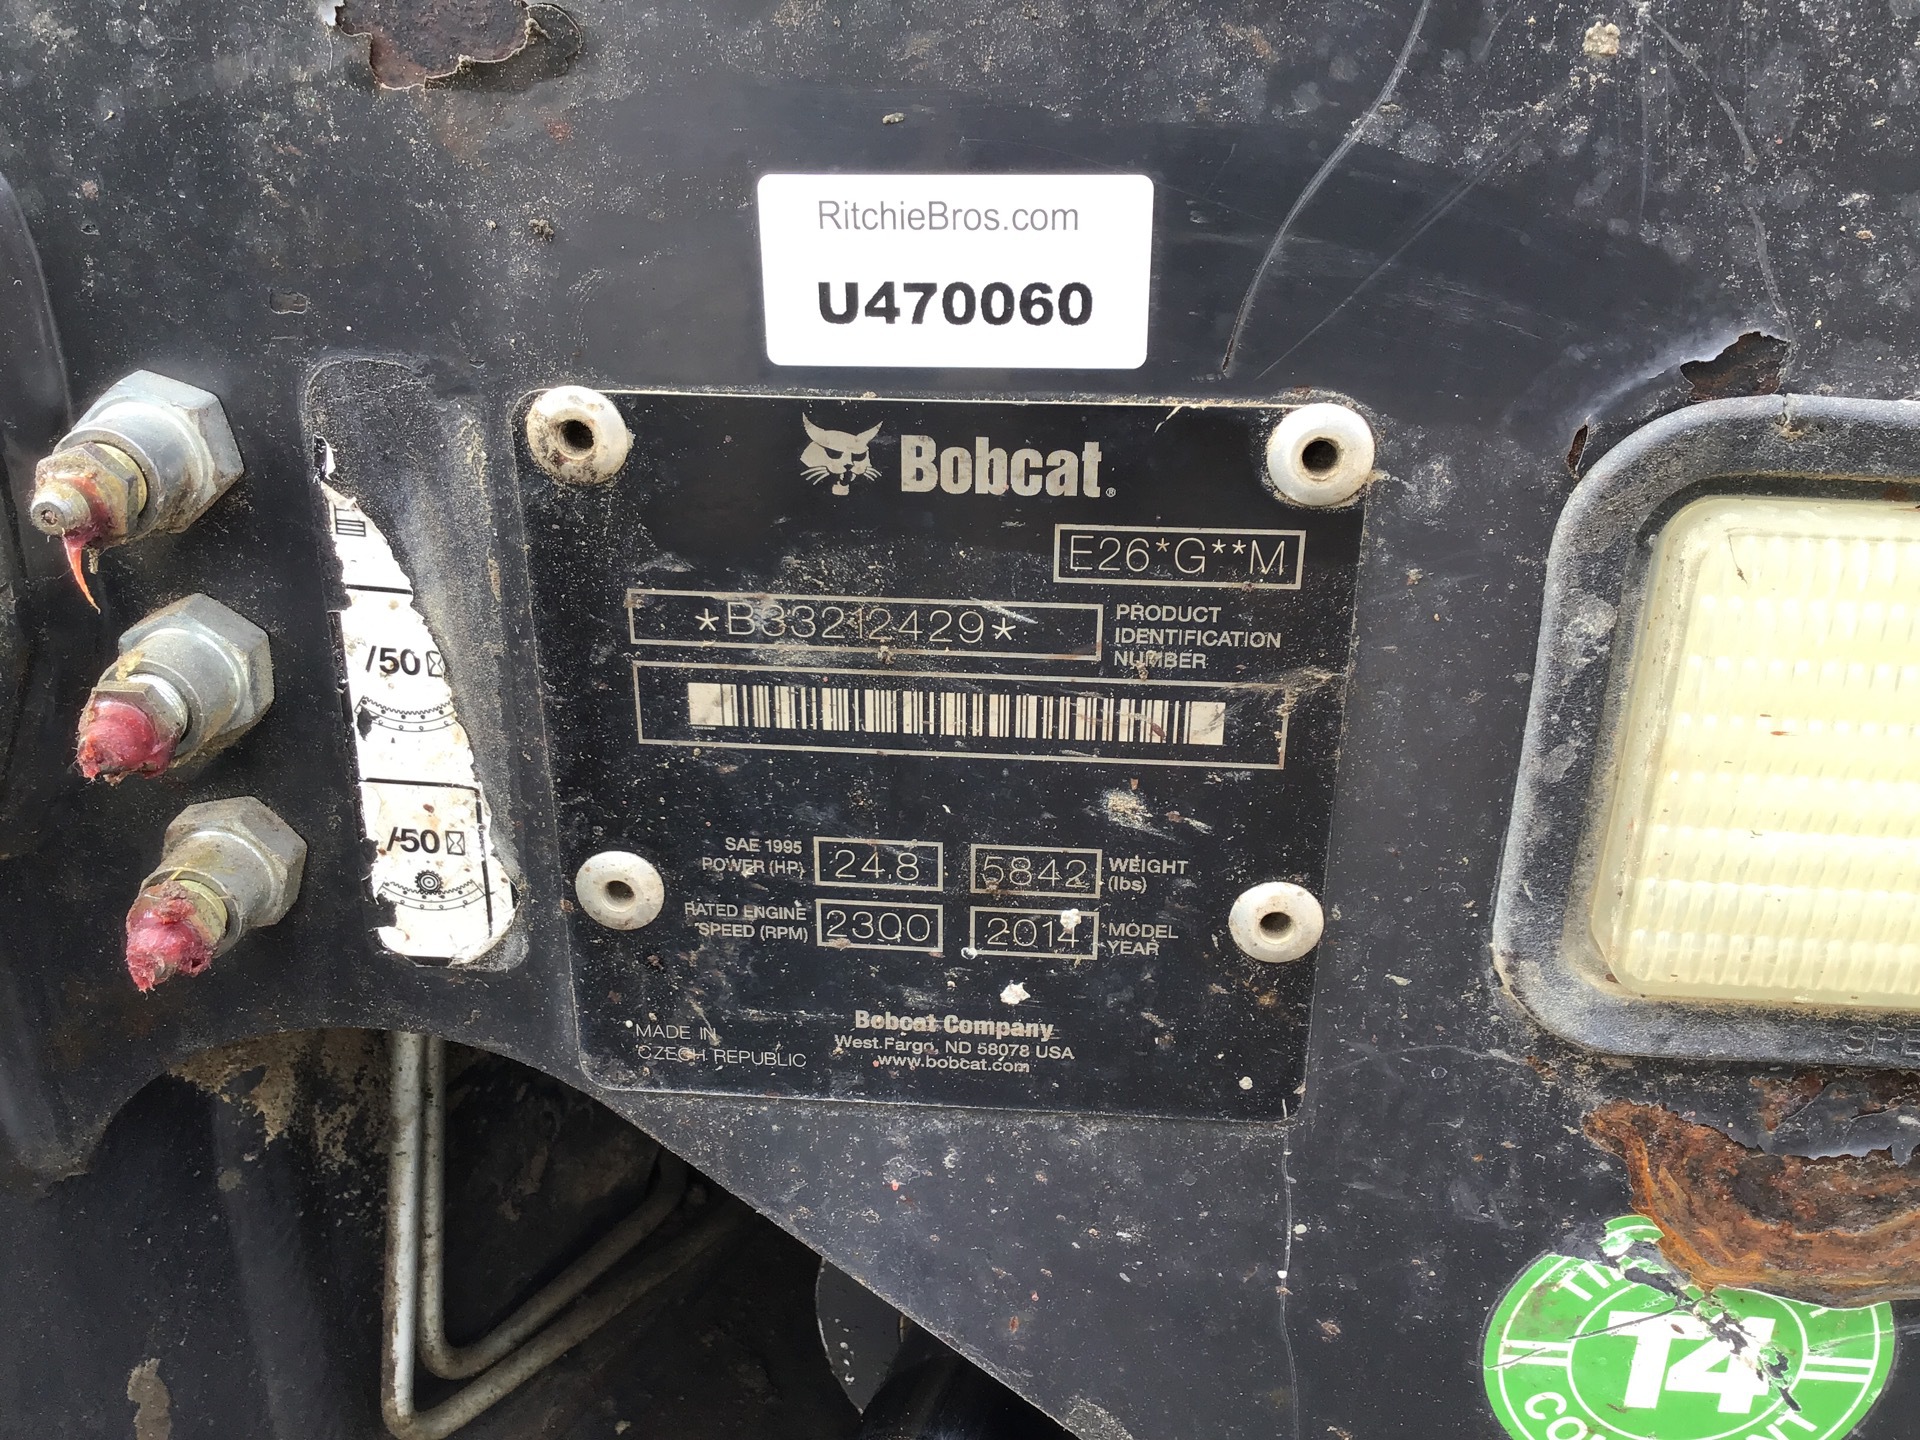 RitchieBros.com
U470060
Bobcat®
E26*G**M
*B33212429*
PRODUCT
IDENTIFICATION
NUMBER
/50
/50
SAE 1995
POWER (HP)
24.8
5842
WEIGHT
(lbs)
RATED ENGINE
SPEED (RPM)
2300
2014
MODEL
YEAR
MADE IN
CZECH REPUBLIC
Bobcat Company
West Fargo, ND 58078 USA
www.bobcat.com
T4